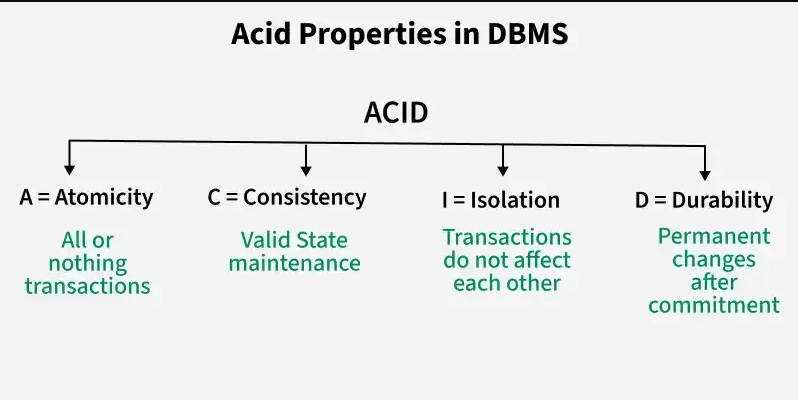 Acid Properties in DBMS
ACID
A = Atomicity
All or
nothing
transactions
C = Consistency
Valid State
maintenance
I = Isolation
Transactions
do not affect
each other
D = Durability
Permanent
changes
after
commitment